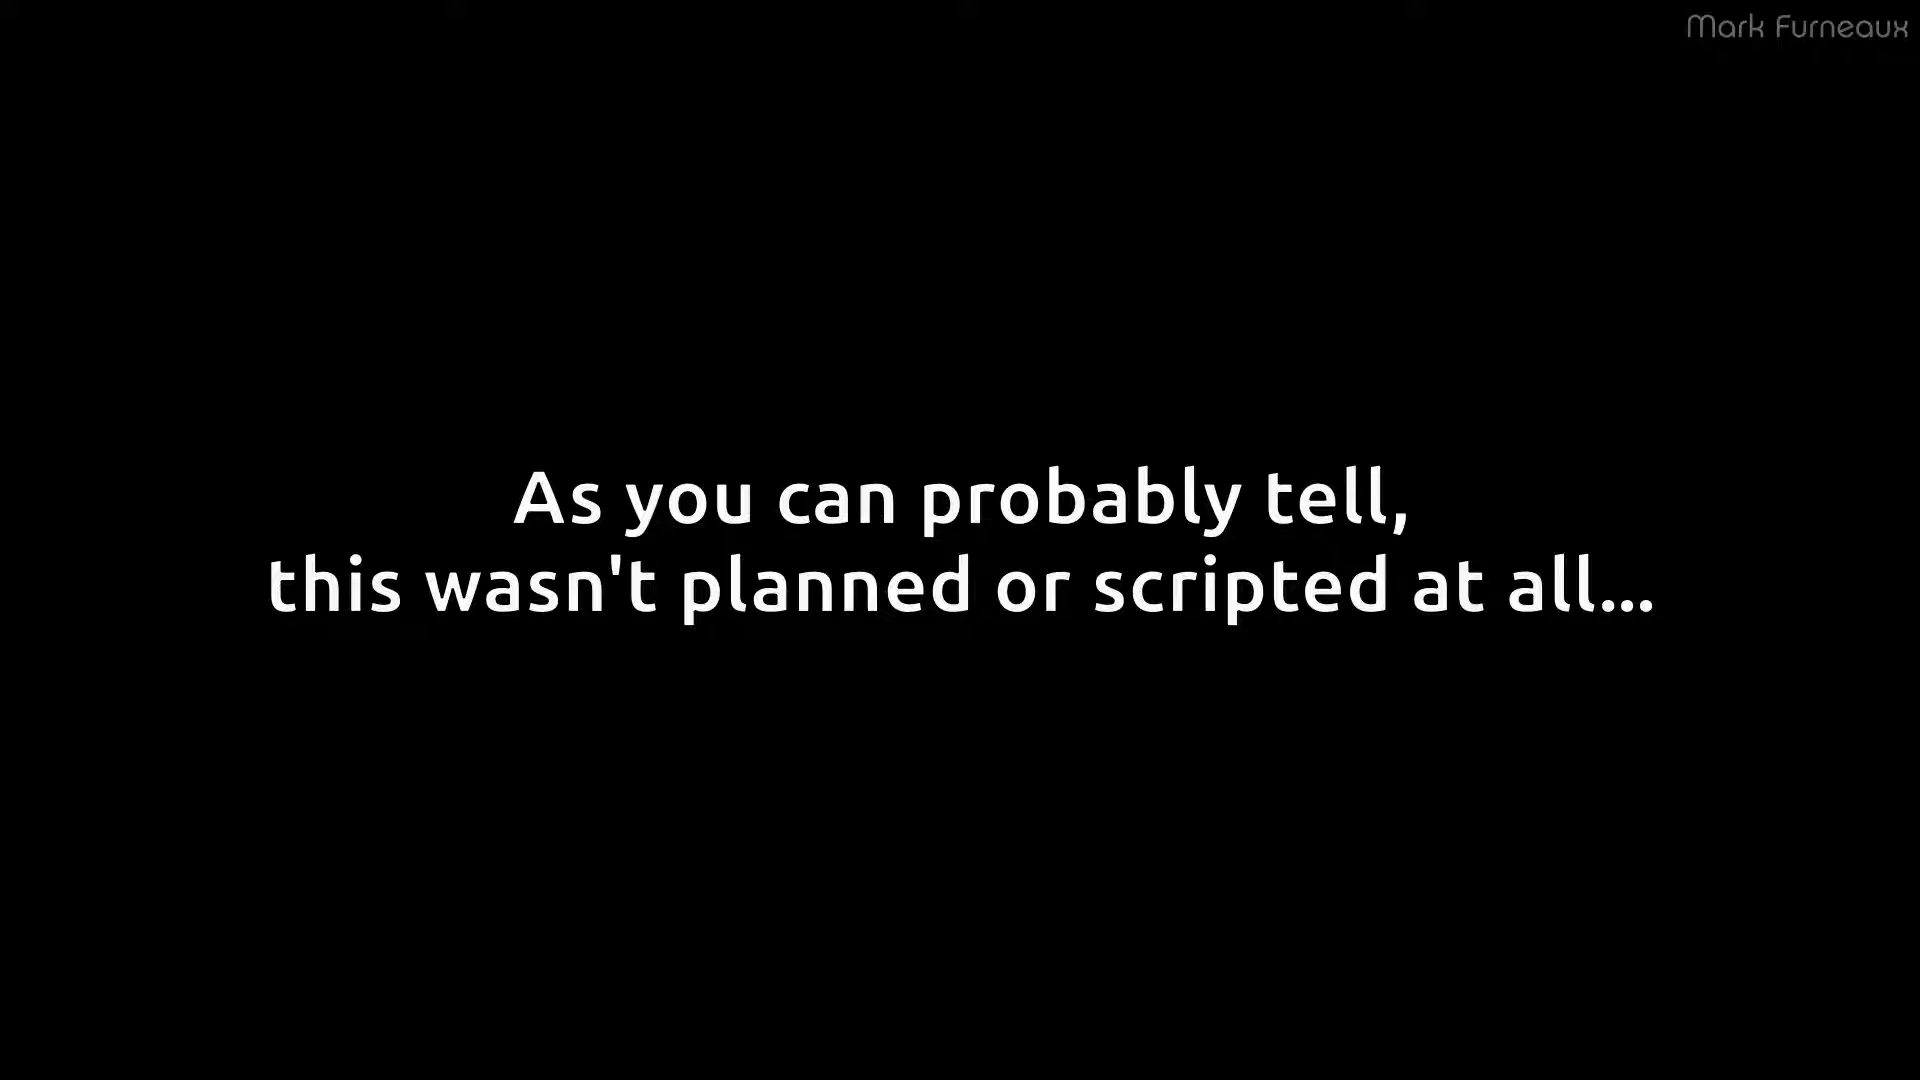 Mark Furneaux
As you can probably tell,
this wasn't planned or scripted at all...